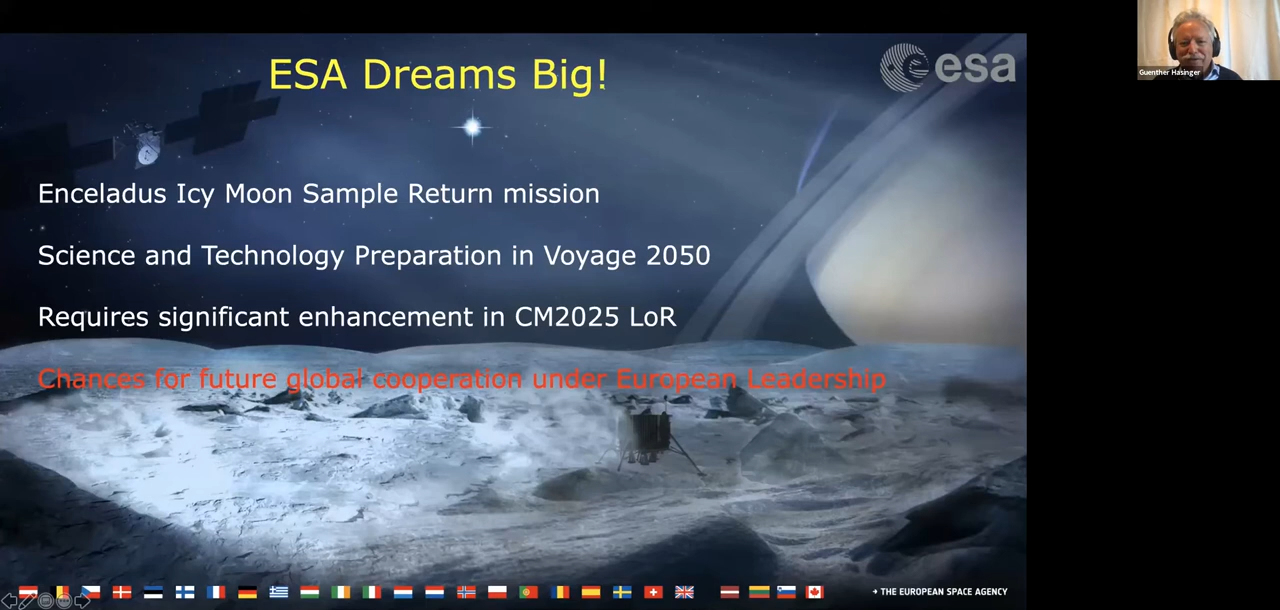 ESA Dreams Big!
esa
Guenther Hasinger
Enceladus Icy Moon Sample Return mission
Science and Technology Preparation in Voyage 2050
Requires significant enhancement in CM2025 LoR
Chances for future global cooperation under European Leadership
→ THE EUROPEAN SPACE AGENCY